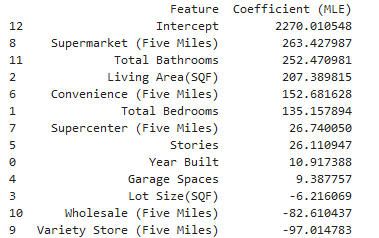 Feature Coefficient (MLE)
12 Intercept 2270.010548
8 Supermarket (Five Miles) 263.427987
11 Total Bathrooms 252.470981
2 Living Area(SQF) 207.389815
6 Convenience (Five Miles) 152.681628
1 Total Bedrooms 135.157894
7 Supercenter (Five Miles) 26.740050
5 Stories 26.110947
0 Year Built 10.917388
4 Garage Spaces 9.387757
3 Lot Size(SQF) -6.216069
10 Wholesale (Five Miles) -82.610437
9 Variety Store (Five Miles) -97.014783